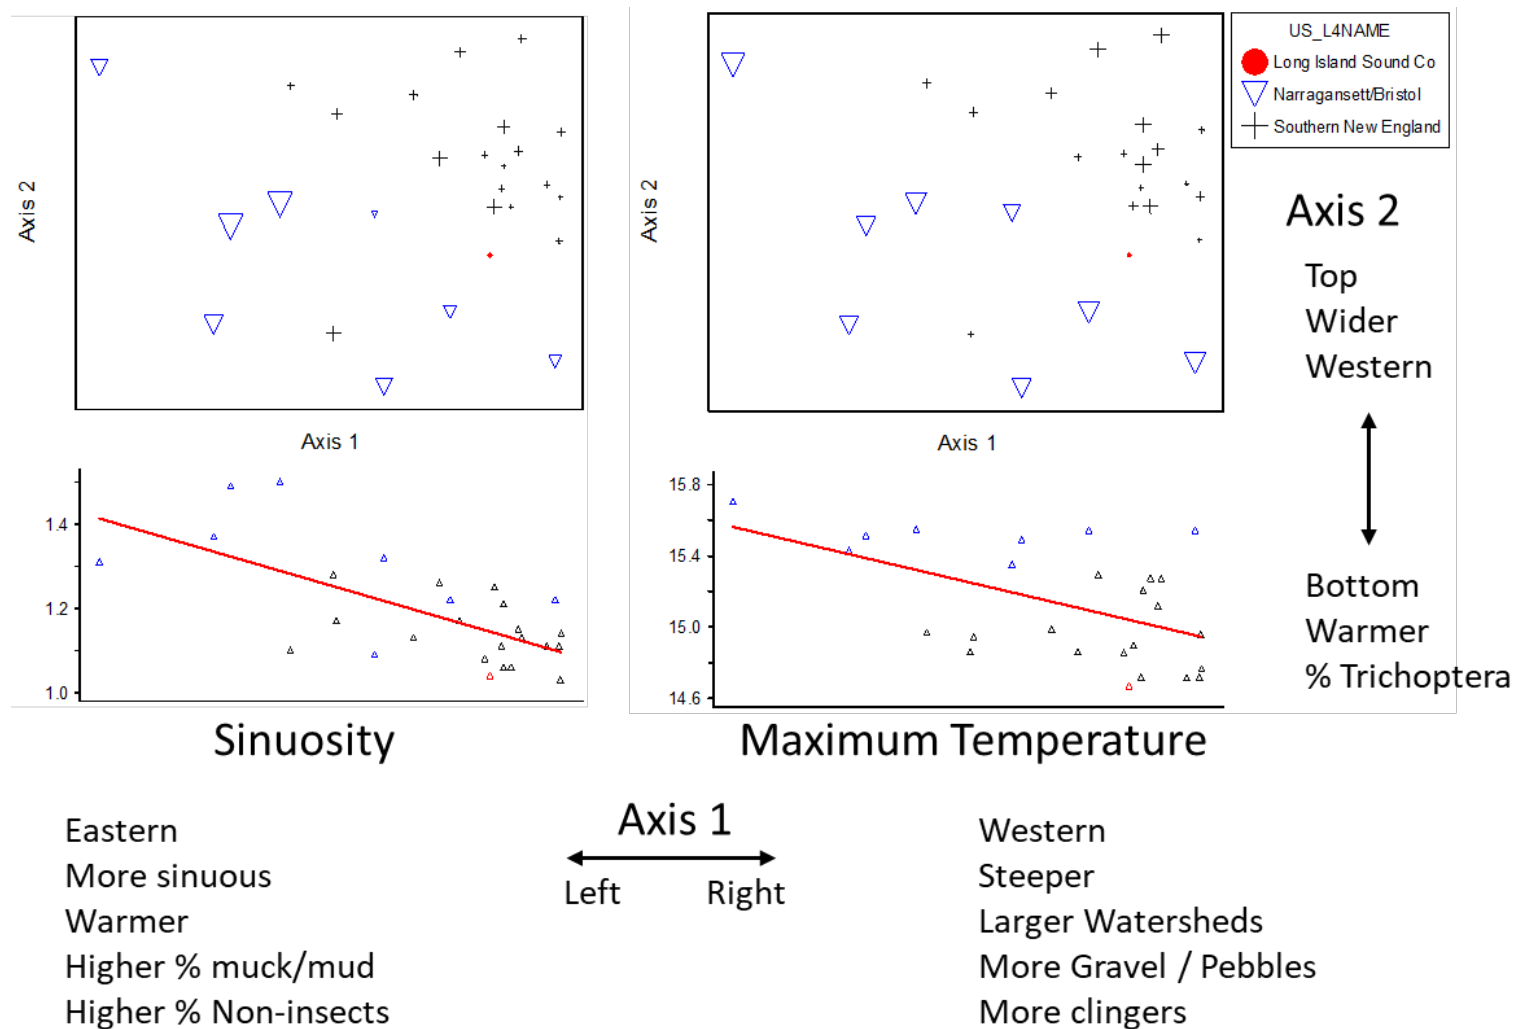 US_L4NAME
Long Island Sound Co
Narragansett/Bristol
Southern New England
Axis 2
Axis 2
Axis 1
Axis 1
Axis 2
Top
Wider
Western
Bottom
Warmer
% Trichoptera
1.4
1.2
1.0
15.8
15.4
15.0
14.6
Sinuosity
Maximum Temperature
Axis 1
Left
Right
Eastern
More sinuous
Warmer
Higher % muck/mud
Higher % Non-insects
Western
Steeper
Larger Watersheds
More Gravel / Pebbles
More clingers